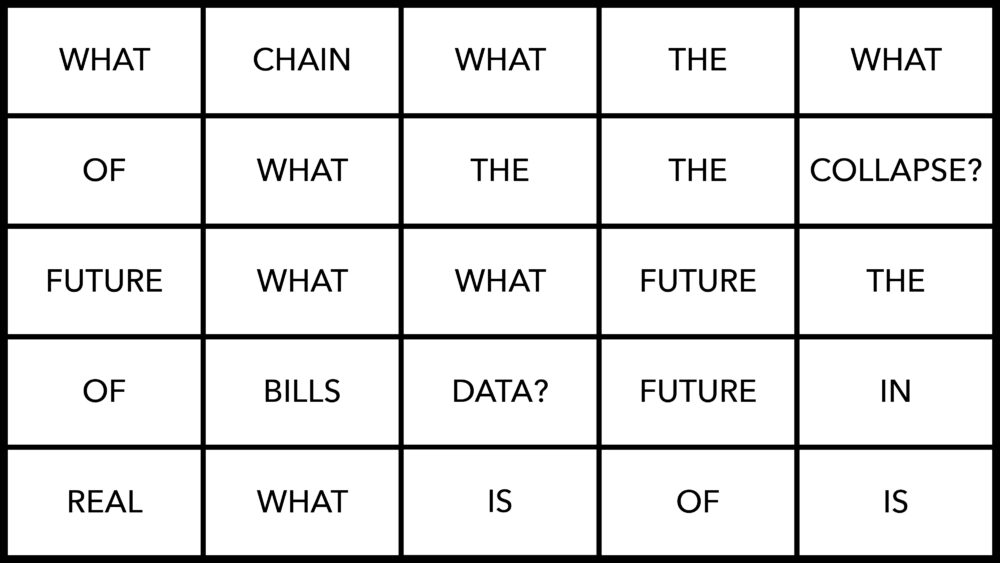 WHAT CHAIN WHAT THE WHAT
OF WHAT THE THE COLLAPSE?
FUTURE WHAT WHAT FUTURE THE
OF BILLS DATA? FUTURE IN
REAL WHAT IS OF IS